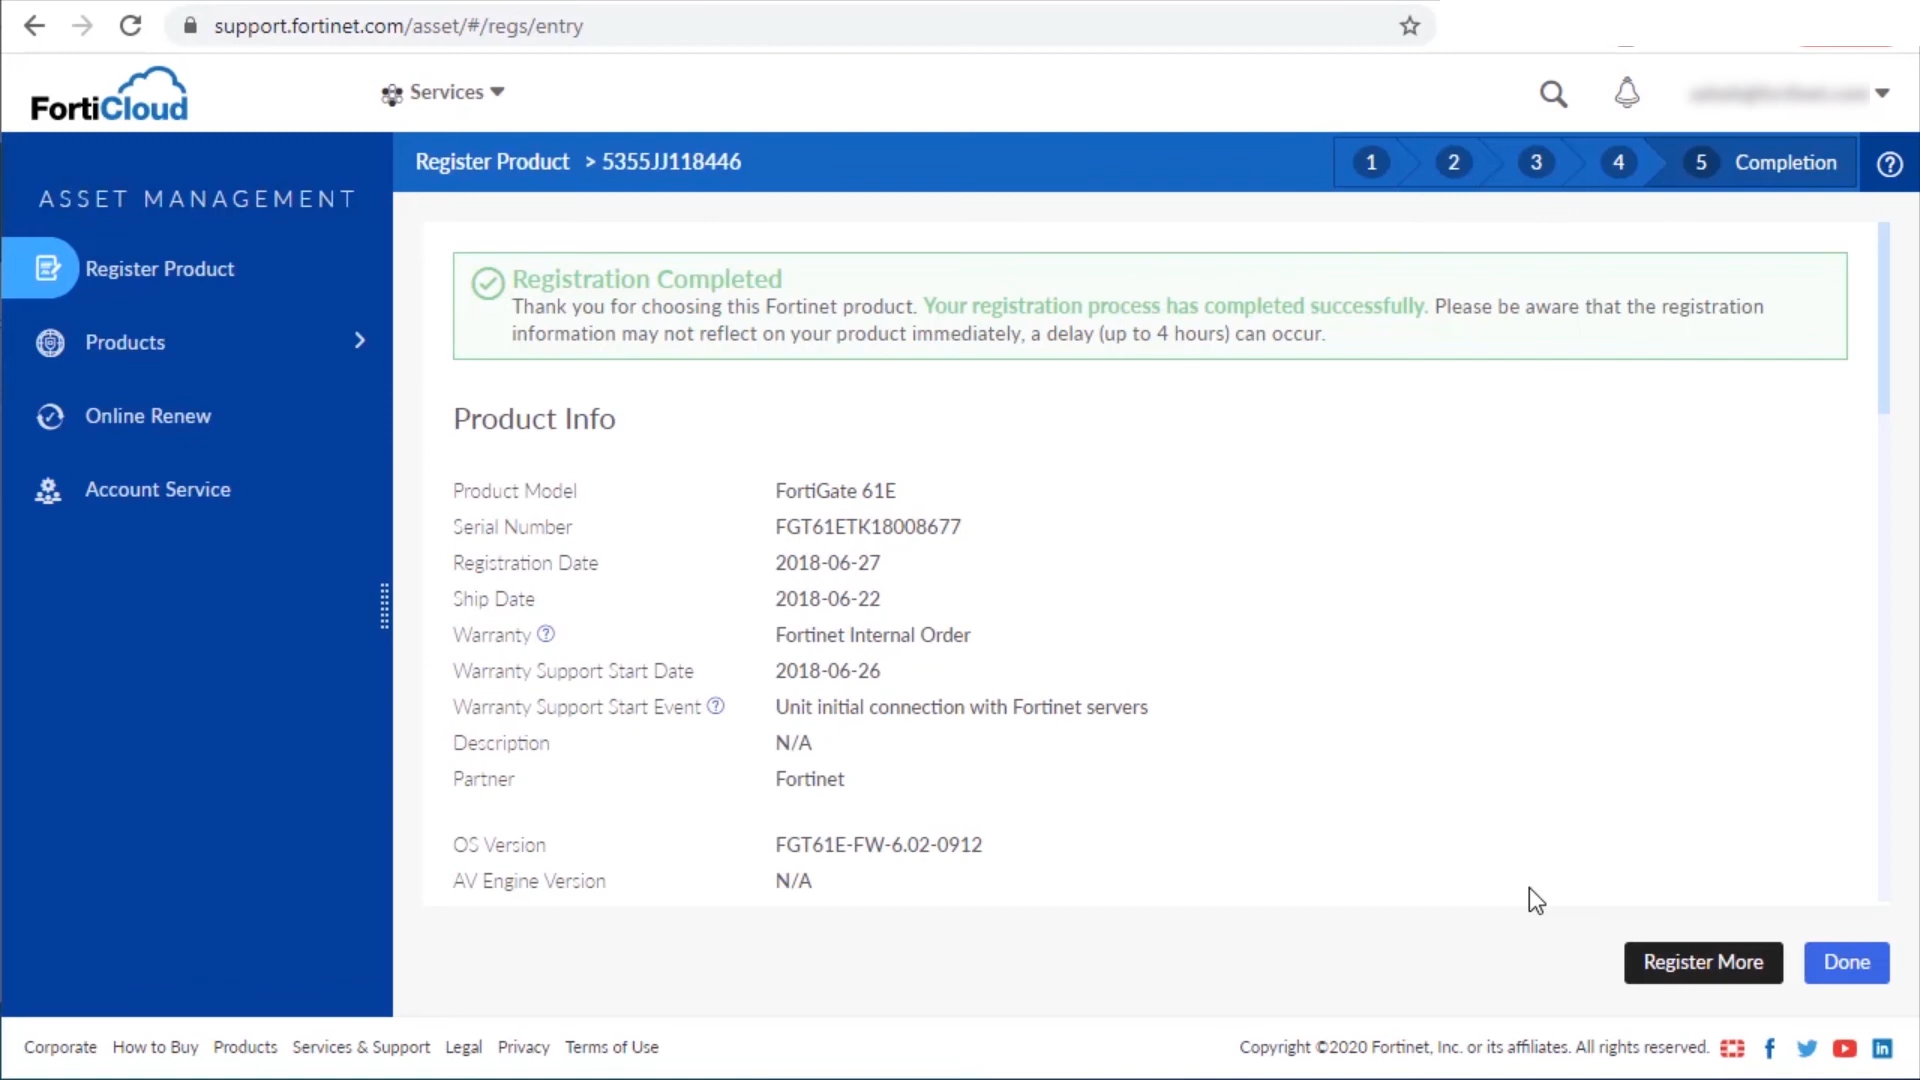 support.fortinet.com/asset/#/regs/entry
FortiCloud
Services
Register Product > 5355JJ118446
1 2 3 4 5 Completion
ASSET MANAGEMENT
Register Product
Products
Online Renew
Account Service
Registration Completed
Thank you for choosing this Fortinet product. Your registration process has completed successfully. Please be aware that the registration
information may not reflect on your product immediately, a delay (up to 4 hours) can occur.
Product Info
Product Model FortiGate 61E
Serial Number FGT61ETK18008677
Registration Date 2018-06-27
Ship Date 2018-06-22
Warranty Fortinet Internal Order
Warranty Support Start Date 2018-06-26
Warranty Support Start Event Unit initial connection with Fortinet servers
Description N/A
Partner Fortinet
OS Version FGT61E-FW-6.02-0912
AV Engine Version N/A
Register More Done
Corporate How to Buy Products Services & Support Legal Privacy Terms of Use
Copyright ©2020 Fortinet, Inc. or its affiliates. All rights reserved.